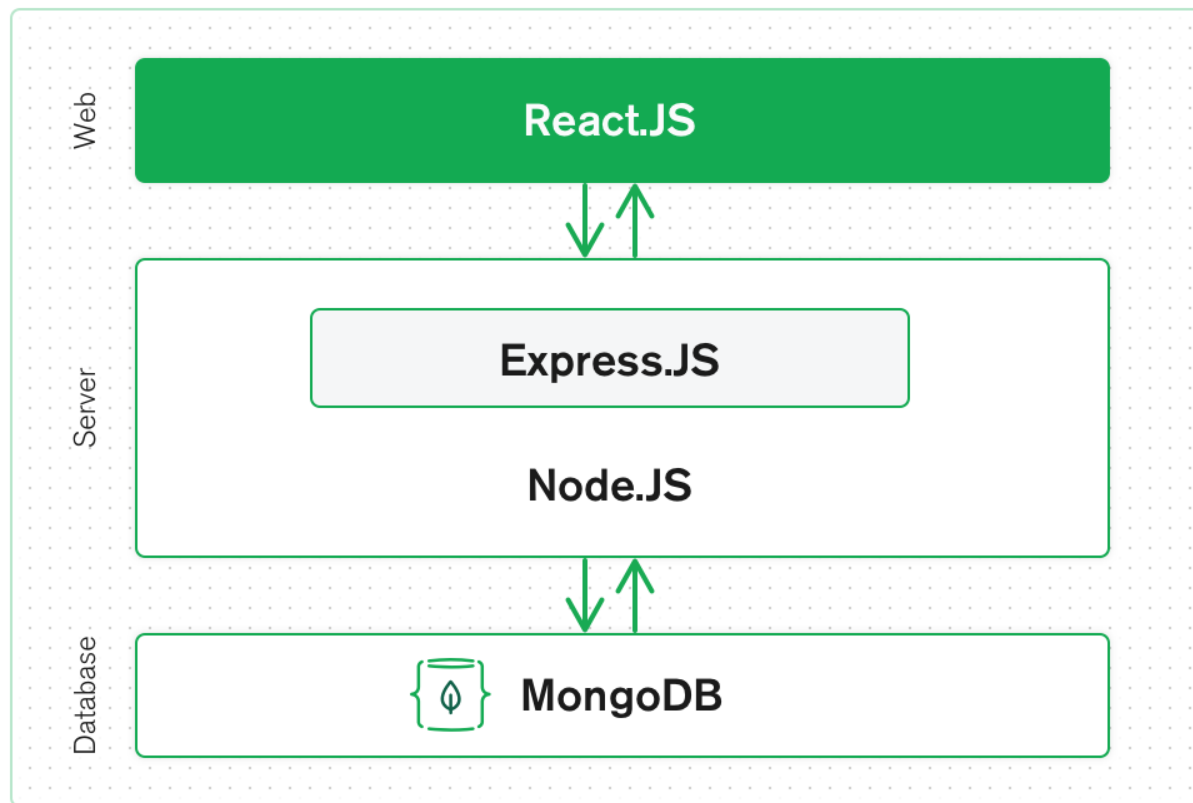 Web
React.JS
Server
Express.JS
Node.JS
Database
MongoDB